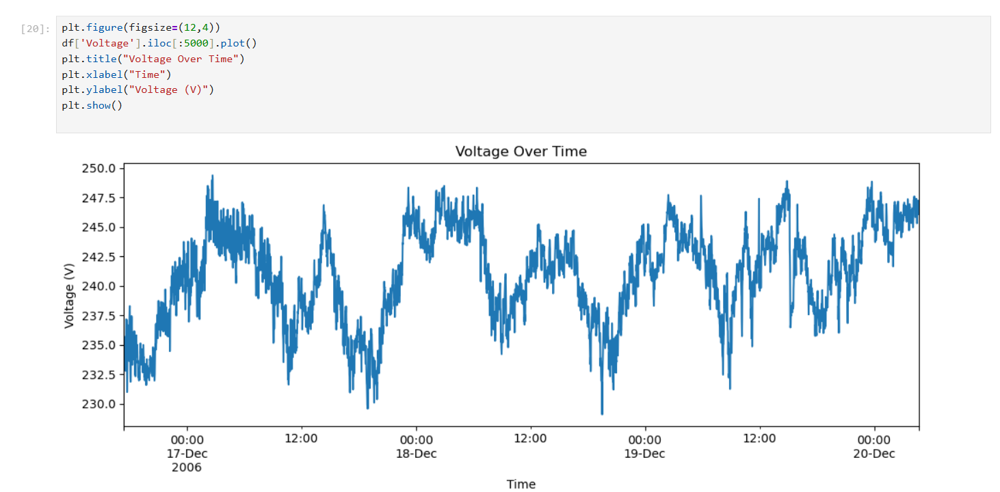 [20]:
plt.figure(figsize=(12,4))
df['Voltage'].iloc[:5000].plot()
plt.title("Voltage Over Time")
plt.xlabel("Time")
plt.ylabel("Voltage (V)")
plt.show()
Voltage Over Time
250.0
247.5
245.0
242.5
240.0
237.5
235.0
232.5
230.0
Voltage (V)
00:00 12:00 00:00 12:00 00:00 12:00 00:00
17-Dec 18-Dec 19-Dec 20-Dec
2006
Time